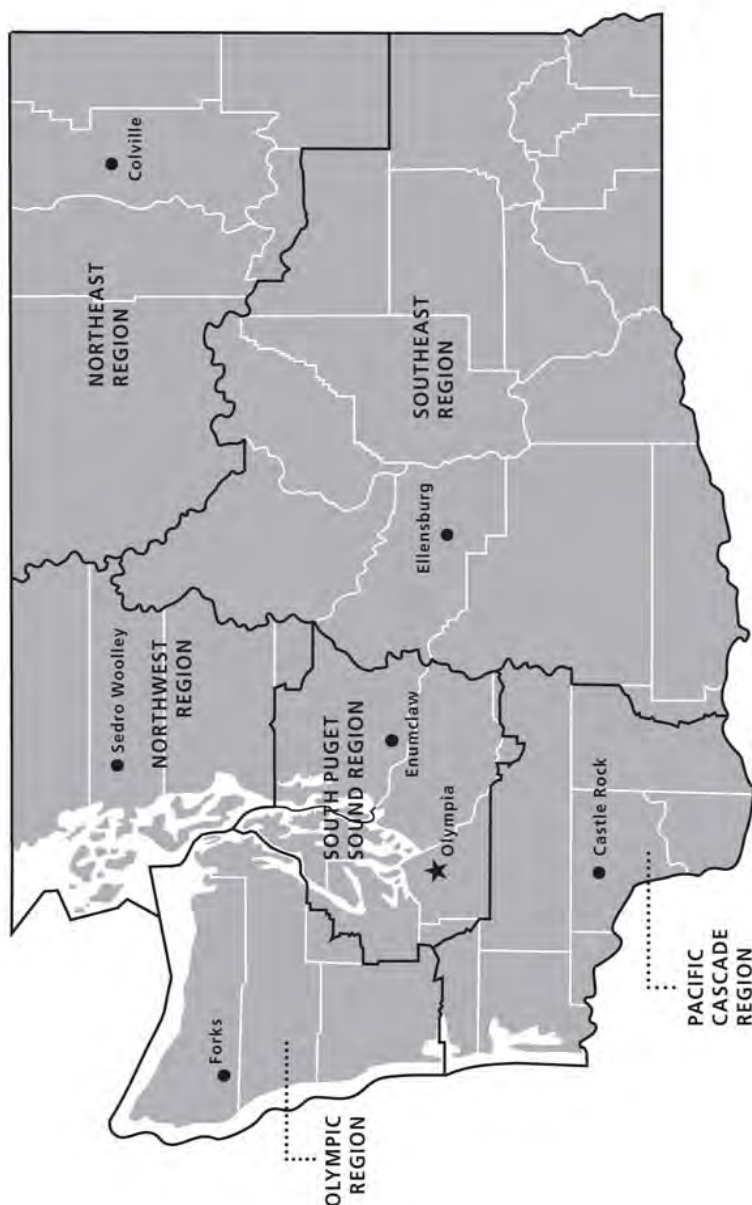 NORTHEAST
REGION
Colville
Sedro Woolley
NORTHWEST
REGION
SOUTHEAST
REGION
Ellensburg
SOUTH PUGET
SOUND REGION
Enumclaw
Olympia
Forks
OLYMPIC
REGION
Castle Rock
PACIFIC
CASCADE
REGION